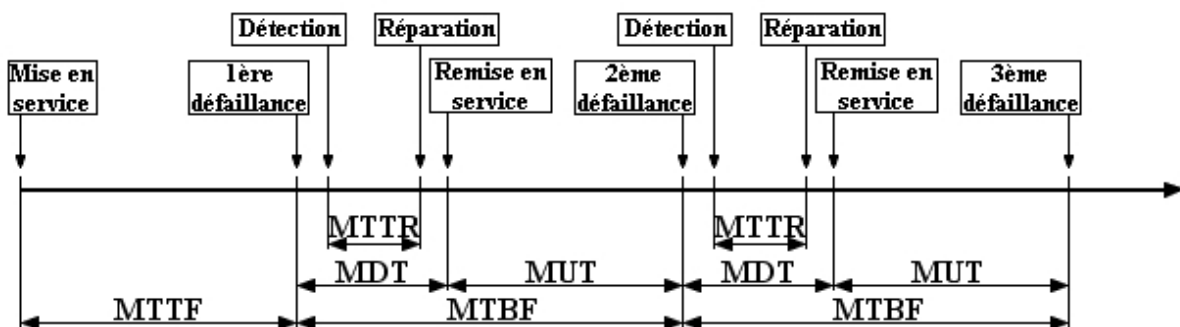 Détection
Réparation
Détection
Réparation
Mise en
service
1ère
défaillance
Remise en
service
2ème
défaillance
Remise en
service
3ème
défaillance
MTTR
MTTR
MDT
MUT
MDT
MUT
MTTF
MTBF
MTBF